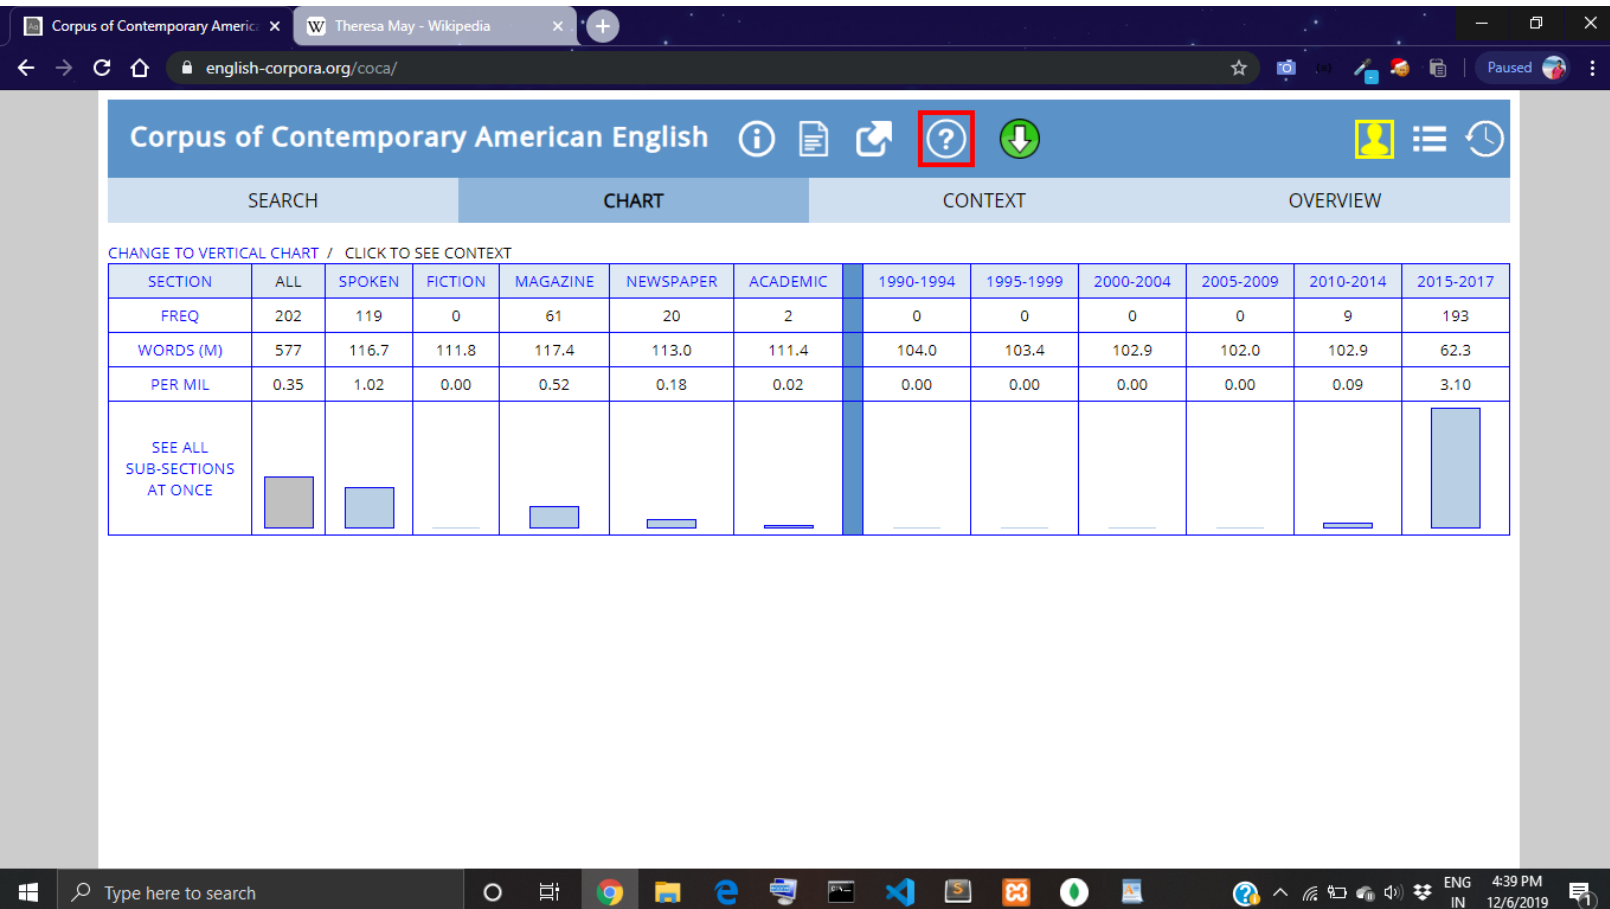 Corpus of Contemporary Americ
Theresa May - Wikipedia
english-corpora.org/coca/
Paused
Corpus of Contemporary American English
SEARCH CHART CONTEXT OVERVIEW
CHANGE TO VERTICAL CHART / CLICK TO SEE CONTEXT
SECTION ALL SPOKEN FICTION MAGAZINE NEWSPAPER ACADEMIC 1990-1994 1995-1999 2000-2004 2005-2009 2010-2014 2015-2017
FREQ 202 119 0 61 20 2 0 0 0 0 9 193
WORDS (M) 577 116.7 111.8 117.4 113.0 111.4 104.0 103.4 102.9 102.0 102.9 62.3
PER MIL 0.35 1.02 0.00 0.52 0.18 0.02 0.00 0.00 0.00 0.00 0.09 3.10
SEE ALL
SUB-SECTIONS
AT ONCE
Type here to search
ENG 4:39 PM
IN 12/6/2019
1